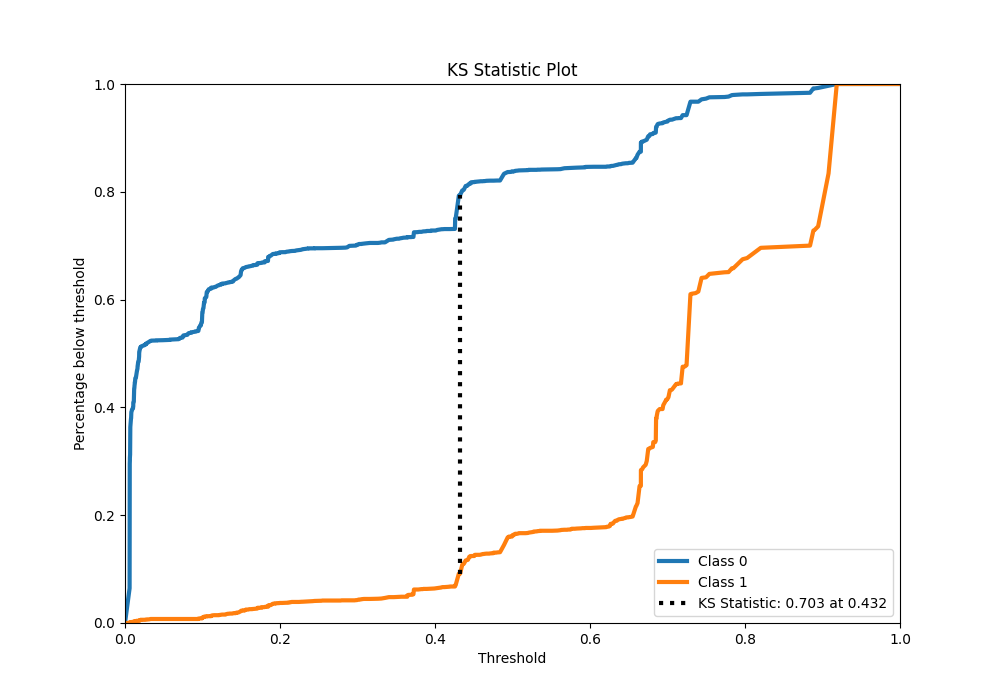 KS Statistic Plot
1.0
0.8
0.6
0.4
0.2
0.0
Percentage below threshold
0.0 0.2 0.4 0.6 0.8 1.0
Threshold
Class 0
Class 1
KS Statistic: 0.703 at 0.432